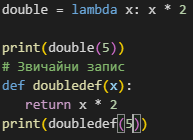 double = lambda x: x * 2
print(double(5))
# Звичайни запис
def doubledef(x):
    return x * 2
print(doubledef(5))